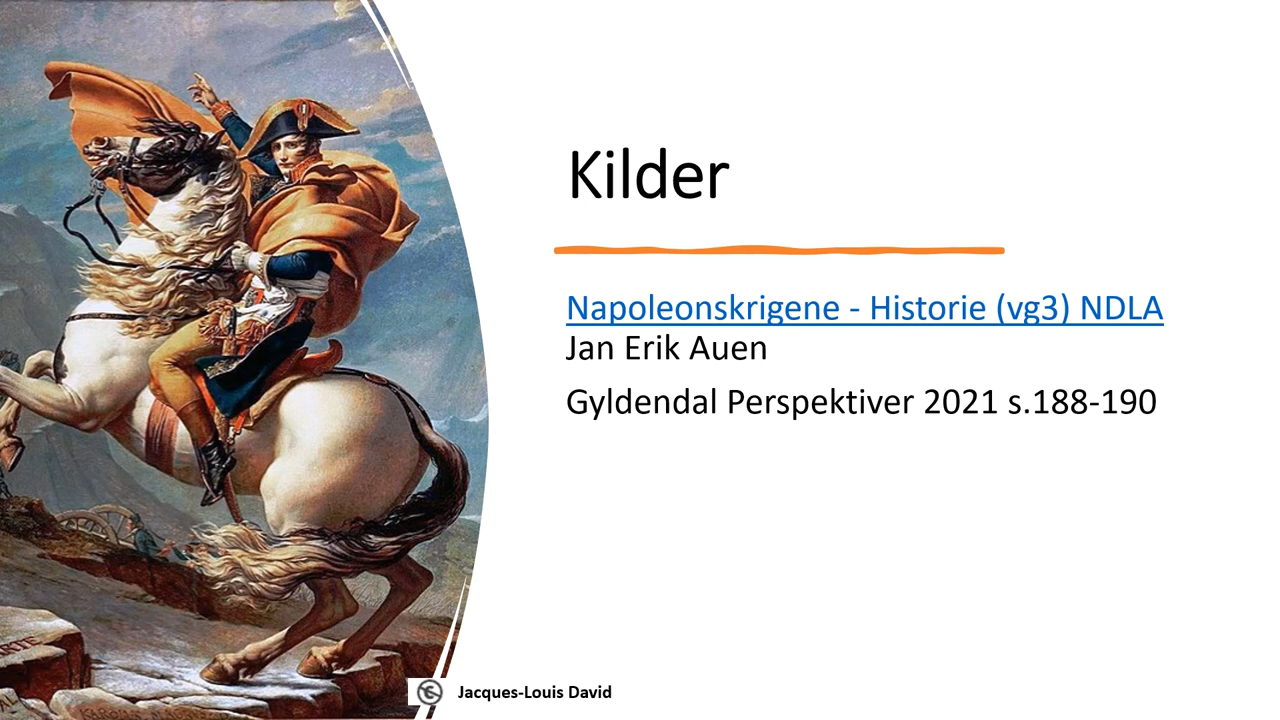 Kilder
Napoleonskrigene - Historie (vg3) NDLA
Jan Erik Auen
Gyldendal Perspektiver 2021 s.188-190
Jacques-Louis David